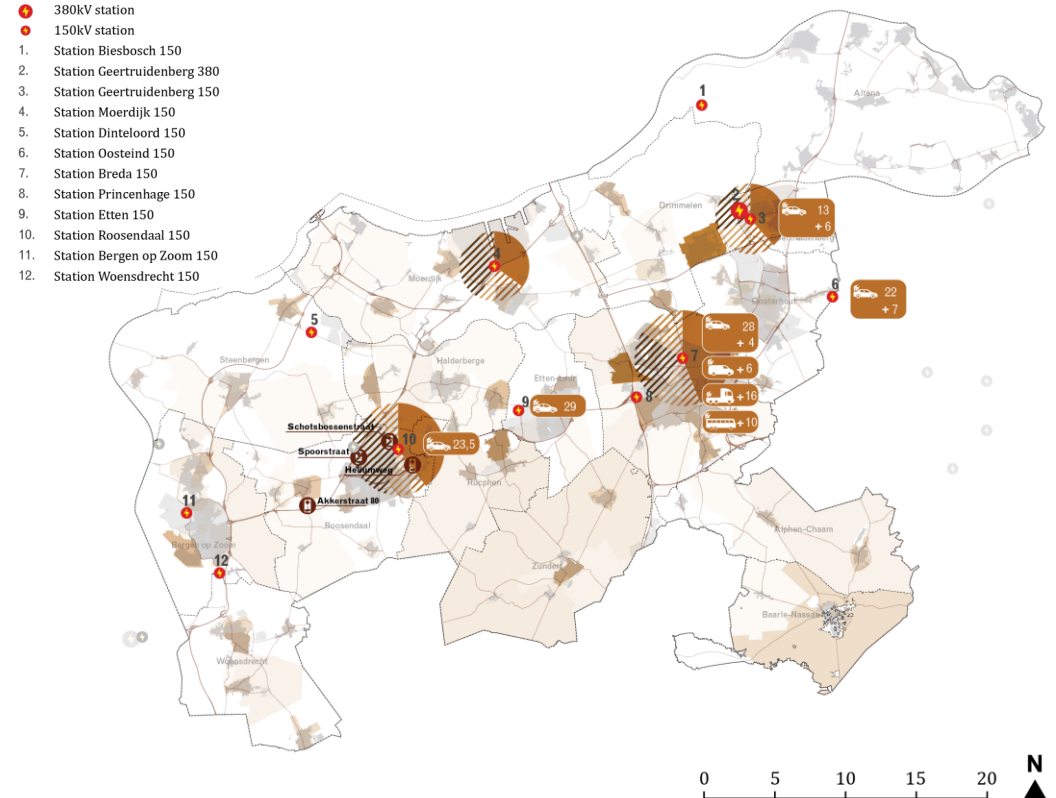 380kV station
150kV station
1. Station Biesbosch 150
2. Station Geertruidenberg 380
3. Station Geertruidenberg 150
4. Station Moerdijk 150
5. Station Dinteloord 150
6. Station Oosteind 150
7. Station Breda 150
8. Station Princenhage 150
9. Station Etten 150
10. Station Roosendaal 150
11. Station Bergen op Zoom 150
12. Station Woensdrecht 150
1
Altena
2
3
Drimmelen
13
+ 6
4
Moerdijk
6
22
+ 7
Oosterhout
5
28
+ 4
7
Steenbergen
Halderberge
+ 6
Etten-Leur
8
+16
9
29
+10
Schotsbossenstraat
10
23,5
Spoorstraat
Heliumweg
Rucphen
11
Akkerstraat 80
Roosendaal
Alphen-Chaam
Bergen op Zoom
12
Zundert
Baarle-Nassau
Woensdrecht
N
0 5 10 15 20